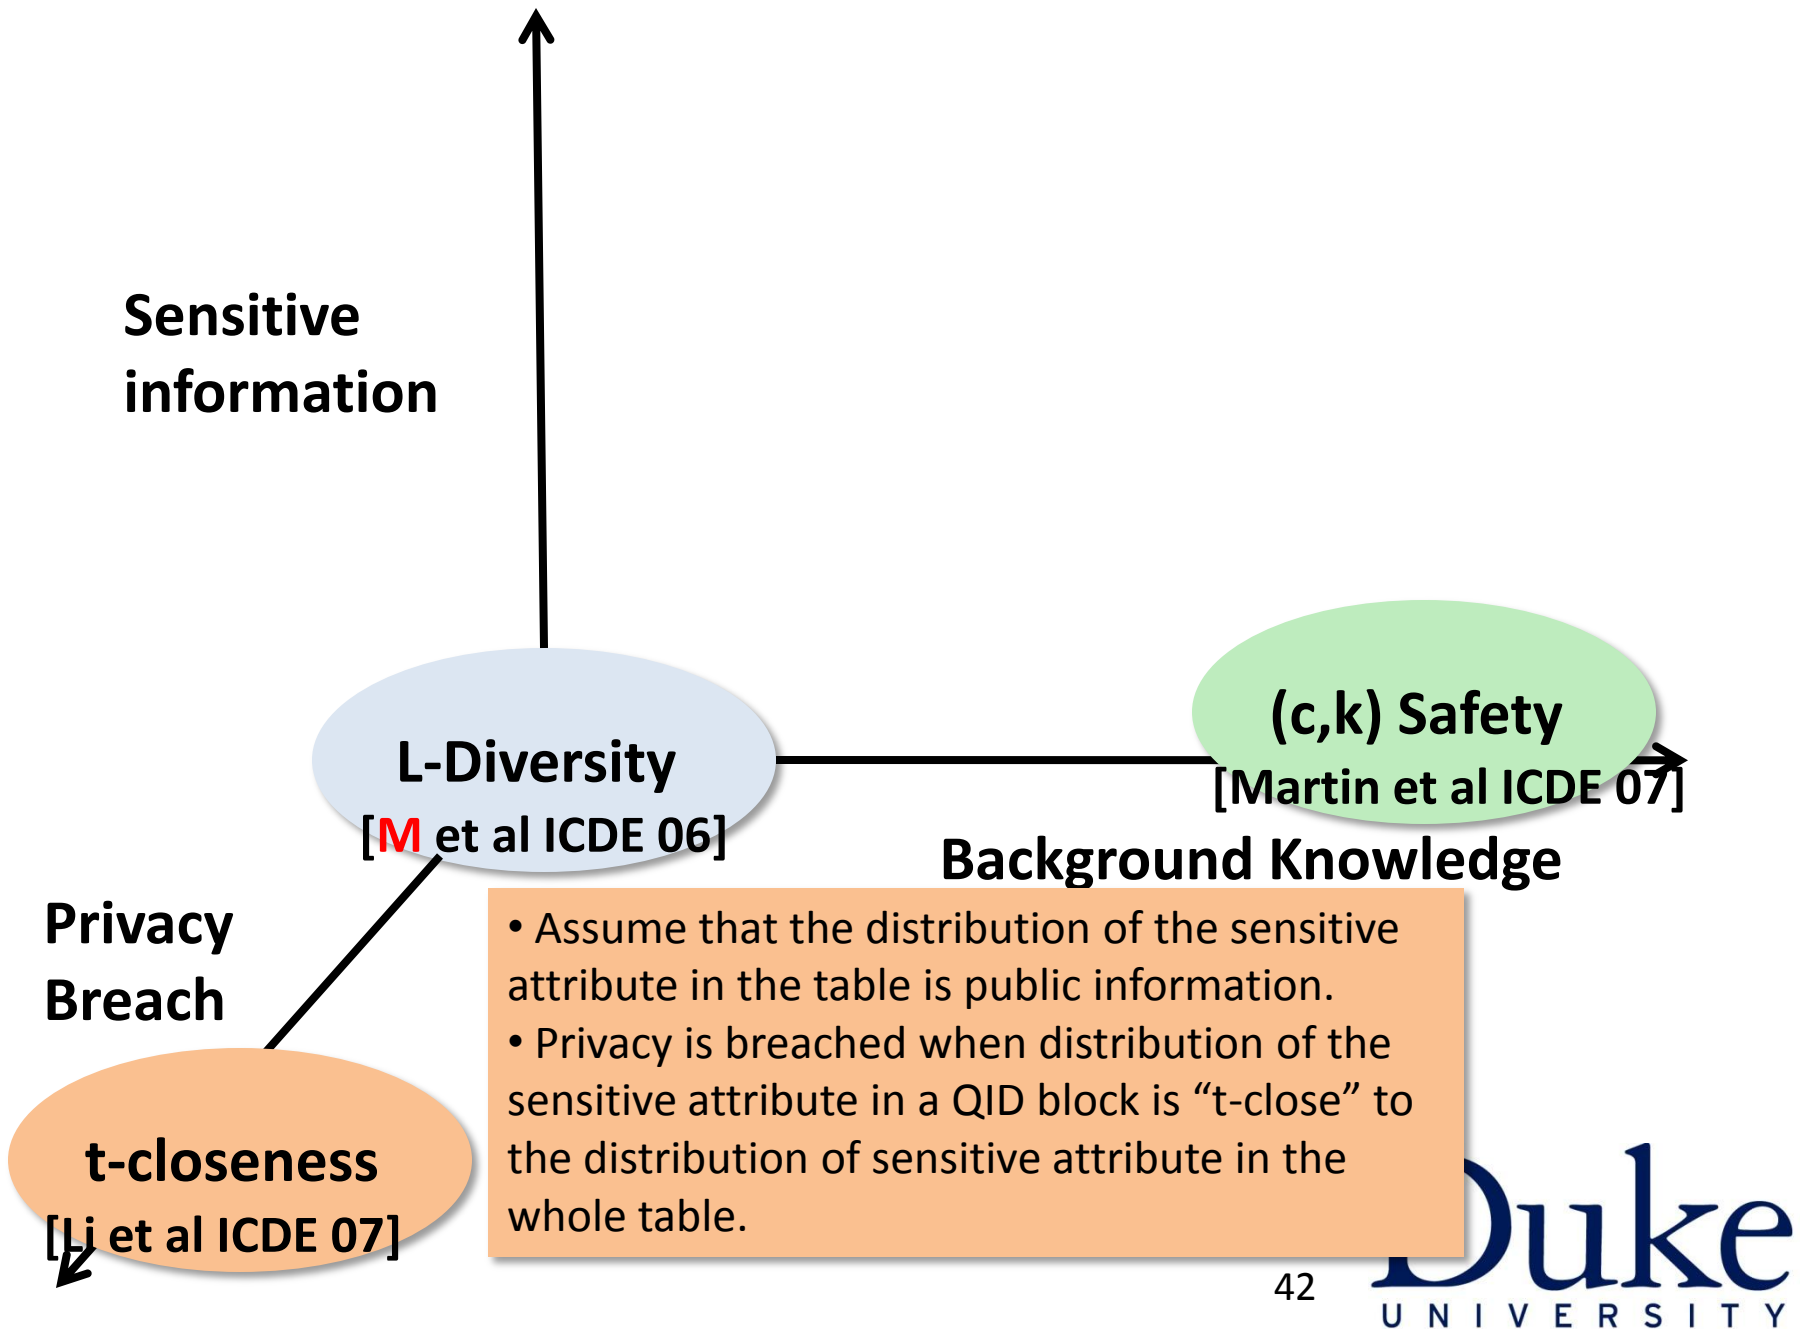 Sensitive
information
(c,k) Safety
[Martin et al ICDE 07]
L-Diversity
[M et al ICDE 06]
Background Knowledge
Privacy
Breach
• Assume that the distribution of the sensitive
attribute in the table is public information.
• Privacy is breached when distribution of the
sensitive attribute in a QID block is “t-close” to
the distribution of sensitive attribute in the
whole table.
t-closeness
[Li et al ICDE 07]
42
Duke
UNIVERSITY